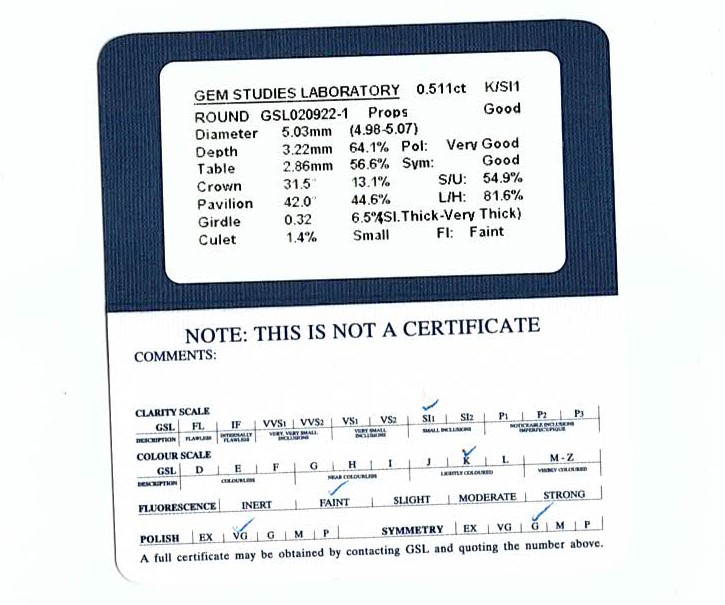 GEM STUDIES LABORATORY 0.511ct K/SI1
ROUND GSL020922-1 Props Good
Diameter 5.03mm (4.98-5.07)
Depth 3.22mm 64.1% Pol: Very Good
Table 2.86mm 56.6% Sym: Good
Crown 31.5° 13.1% S/U: 54.9%
Pavilion 42.0° 44.6% L/H: 81.6%
Girdle 0.32 6.5%(Sl.Thick-Very Thick)
Culet 1.4% Small Fl: Faint
NOTE: THIS IS NOT A CERTIFICATE
COMMENTS:
CLARITY SCALE
GSL FL IF VVS1 VVS2 VS1 VS2 SI1 SI2 P1 P2 P3
DESCRIPTION FLAWLESS INTERNALLY FLAWLESS VERY, VERY SMALL INCLUSIONS VERY SMALL INCLUSIONS SMALL INCLUSIONS NOTICEABLE INCLUSIONS
COLOUR SCALE
GSL D E F G H I J K L M - Z
DESCRIPTION COLOURLESS NEAR COLOURLESS LIGHTLY COLOURED VISIBLY COLOURED
FLUORESCENCE INERT FAINT SLIGHT MODERATE STRONG
POLISH EX VG G M P SYMMETRY EX VG G M P
A full certificate may be obtained by contacting GSL and quoting the number above.